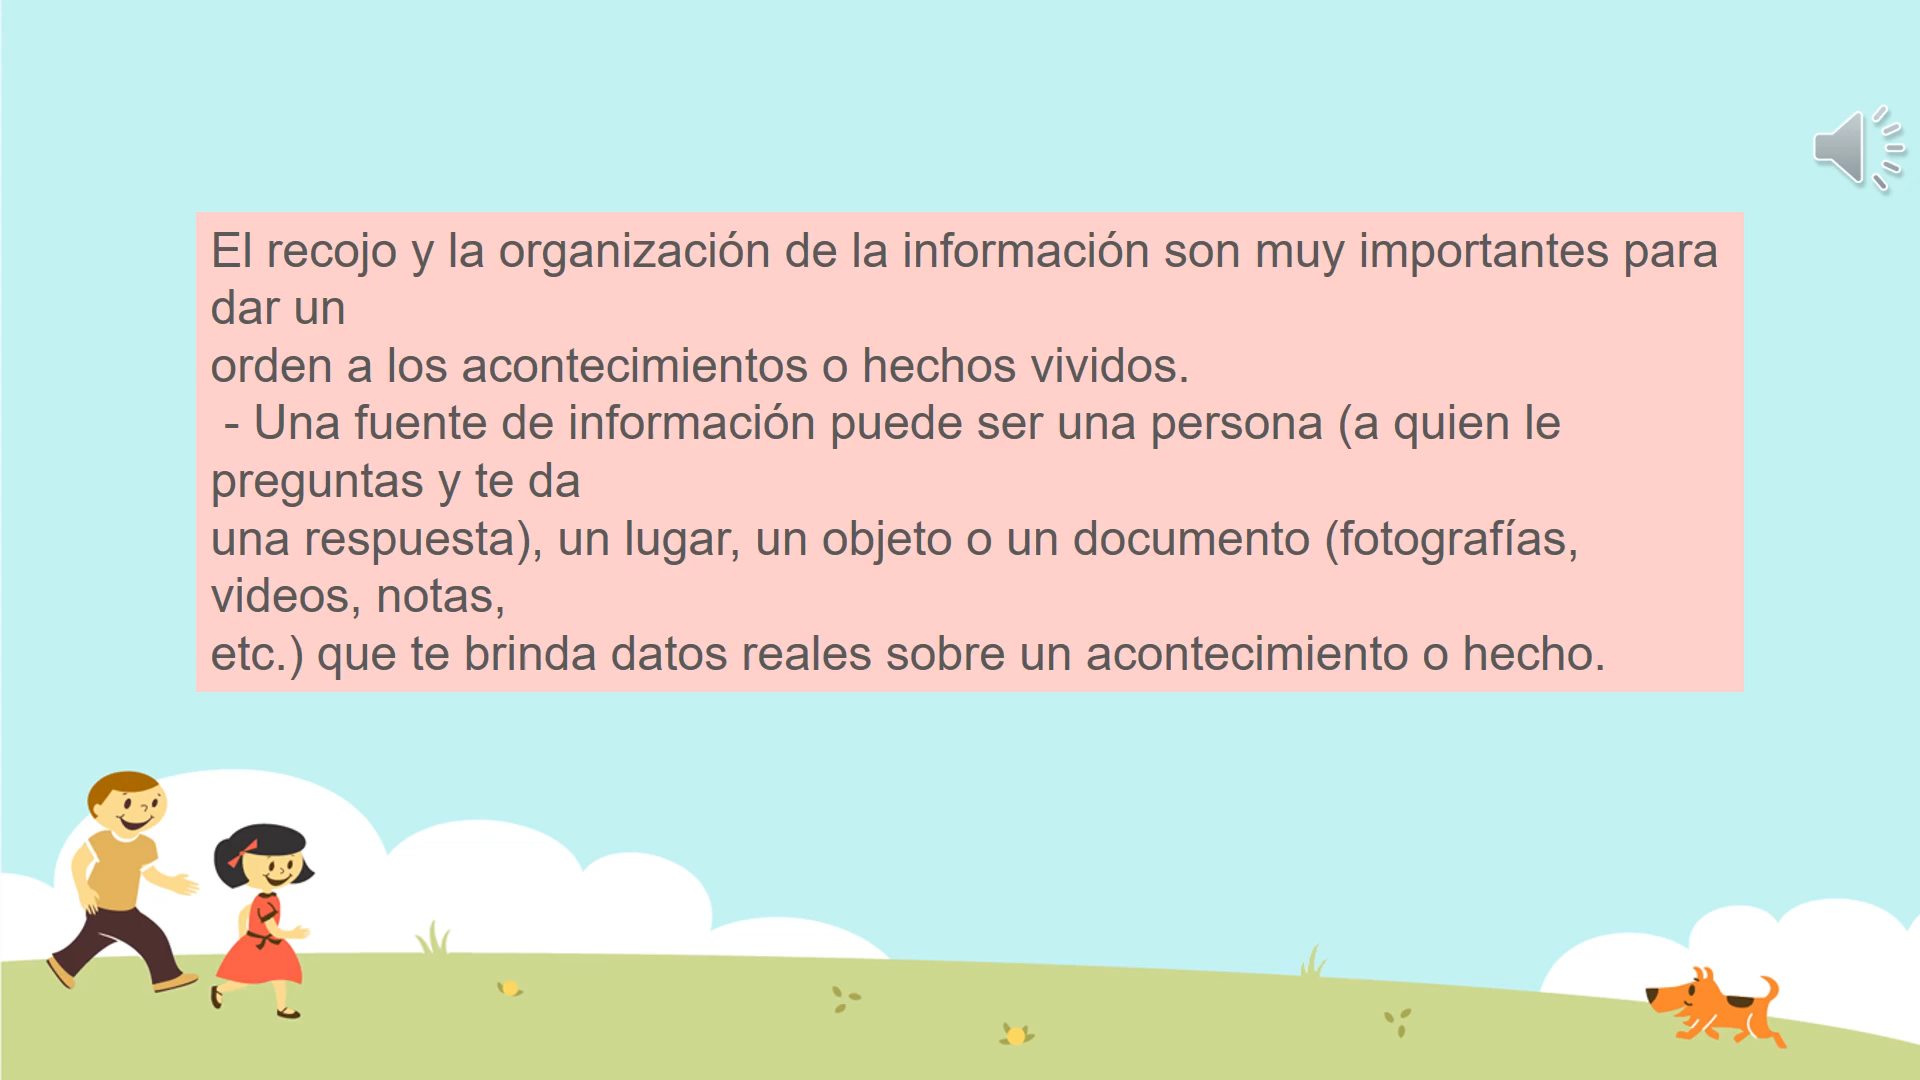 El recojo y la organización de la información son muy importantes para
dar un
orden a los acontecimientos o hechos vividos.
- Una fuente de información puede ser una persona (a quien le
preguntas y te da
una respuesta), un lugar, un objeto o un documento (fotografías,
videos, notas,
etc.) que te brinda datos reales sobre un acontecimiento o hecho.